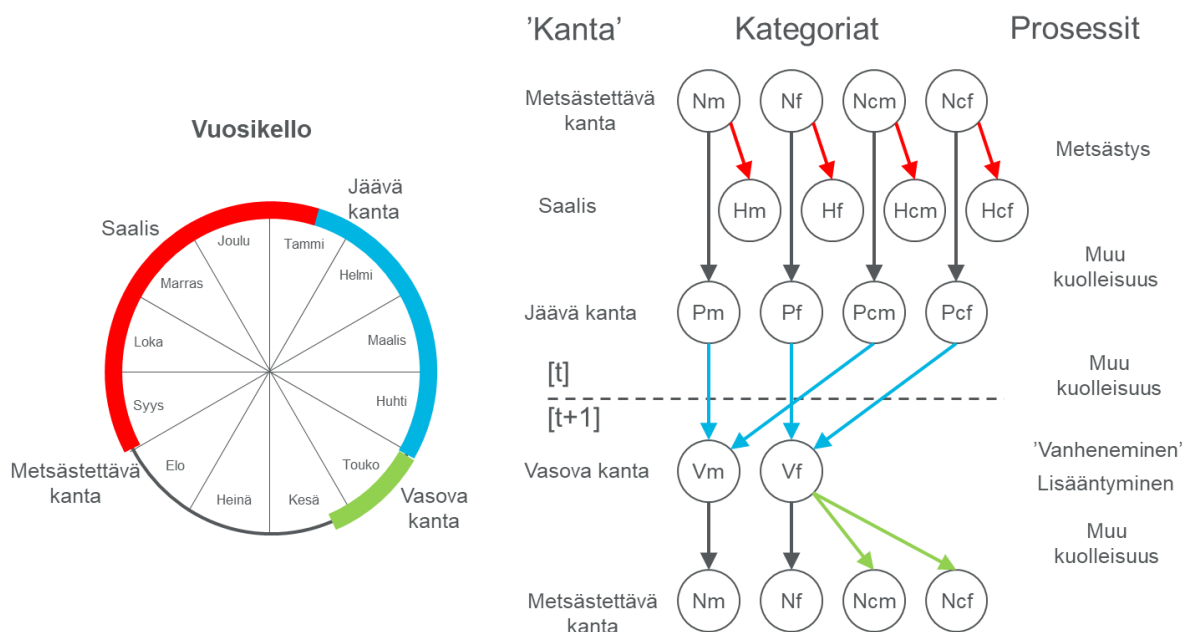 Vuosikello
Saalis
Jäävä
kanta
Joulu
Tammi
Marras
Helmi
Loka
Maalis
Syys
Huhti
Elo
Touko
Heinä
Kesä
Metsästettävä
kanta
Vasova
kanta
'Kanta' Kategoriat Prosessit
Metsästettävä
kanta
Nm Nf Ncm Ncf
Metsästys
Saalis
Hm Hf Hcm Hcf
Muu
kuolleisuus
Jäävä kanta
Pm Pf Pcm Pcf
[t]
Muu
kuolleisuus
[t+1]
Vasova kanta
Vm Vf
'Vanheneminen'
Lisääntyminen
Muu
kuolleisuus
Metsästettävä
kanta
Nm Nf Ncm Ncf